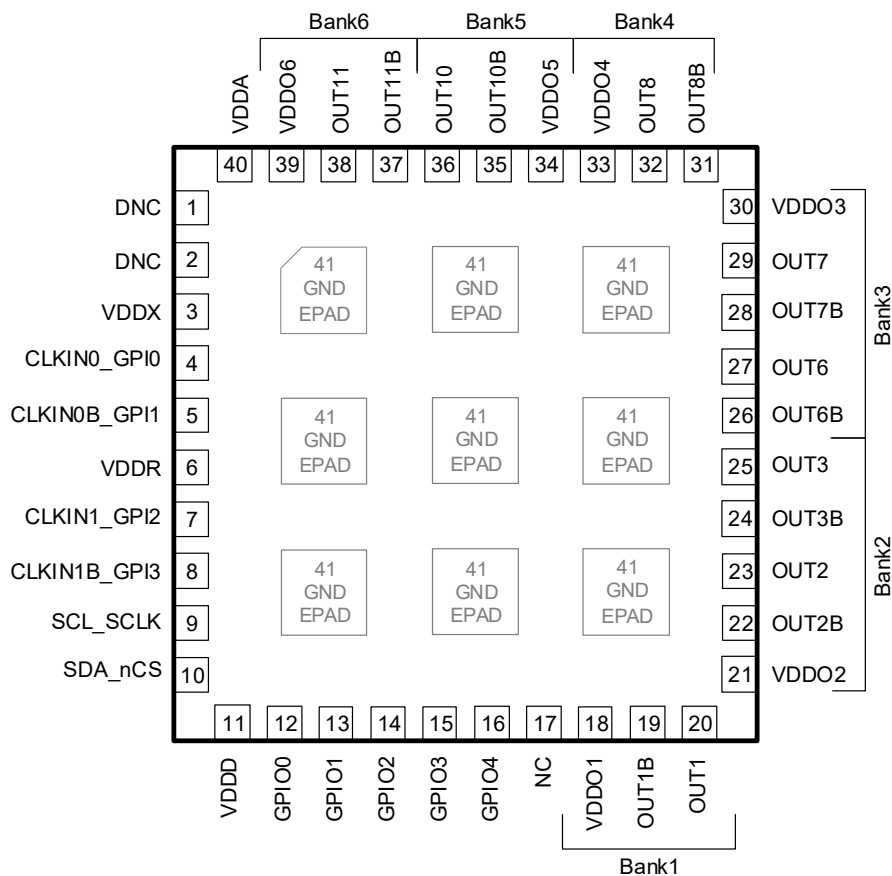 Bank6
Bank5
Bank4
VDDA
VDDO6
OUT11
OUT11B
OUT10
OUT10B
VDDO5
VDDO4
OUT8
OUT8B
40
39
38
37
36
35
34
33
32
31
DNC
1
DNC
2
VDDX
3
CLKIN0_GPI0
4
CLKIN0B_GPI1
5
VDDR
6
CLKIN1_GPI2
7
CLKIN1B_GPI3
8
SCL_SCLK
9
SDA_nCS
10
41
GND
EPAD
41
GND
EPAD
41
GND
EPAD
41
GND
EPAD
41
GND
EPAD
41
GND
EPAD
41
GND
EPAD
41
GND
EPAD
41
GND
EPAD
30
VDDO3
29
OUT7
28
OUT7B
27
OUT6
26
OUT6B
25
OUT3
24
OUT3B
23
OUT2
22
OUT2B
21
VDDO2
Bank3
Bank2
11
12
13
14
15
16
17
18
19
20
VDDD
GPIO0
GPIO1
GPIO2
GPIO3
GPIO4
NC
VDDO1
OUT1B
OUT1
Bank1